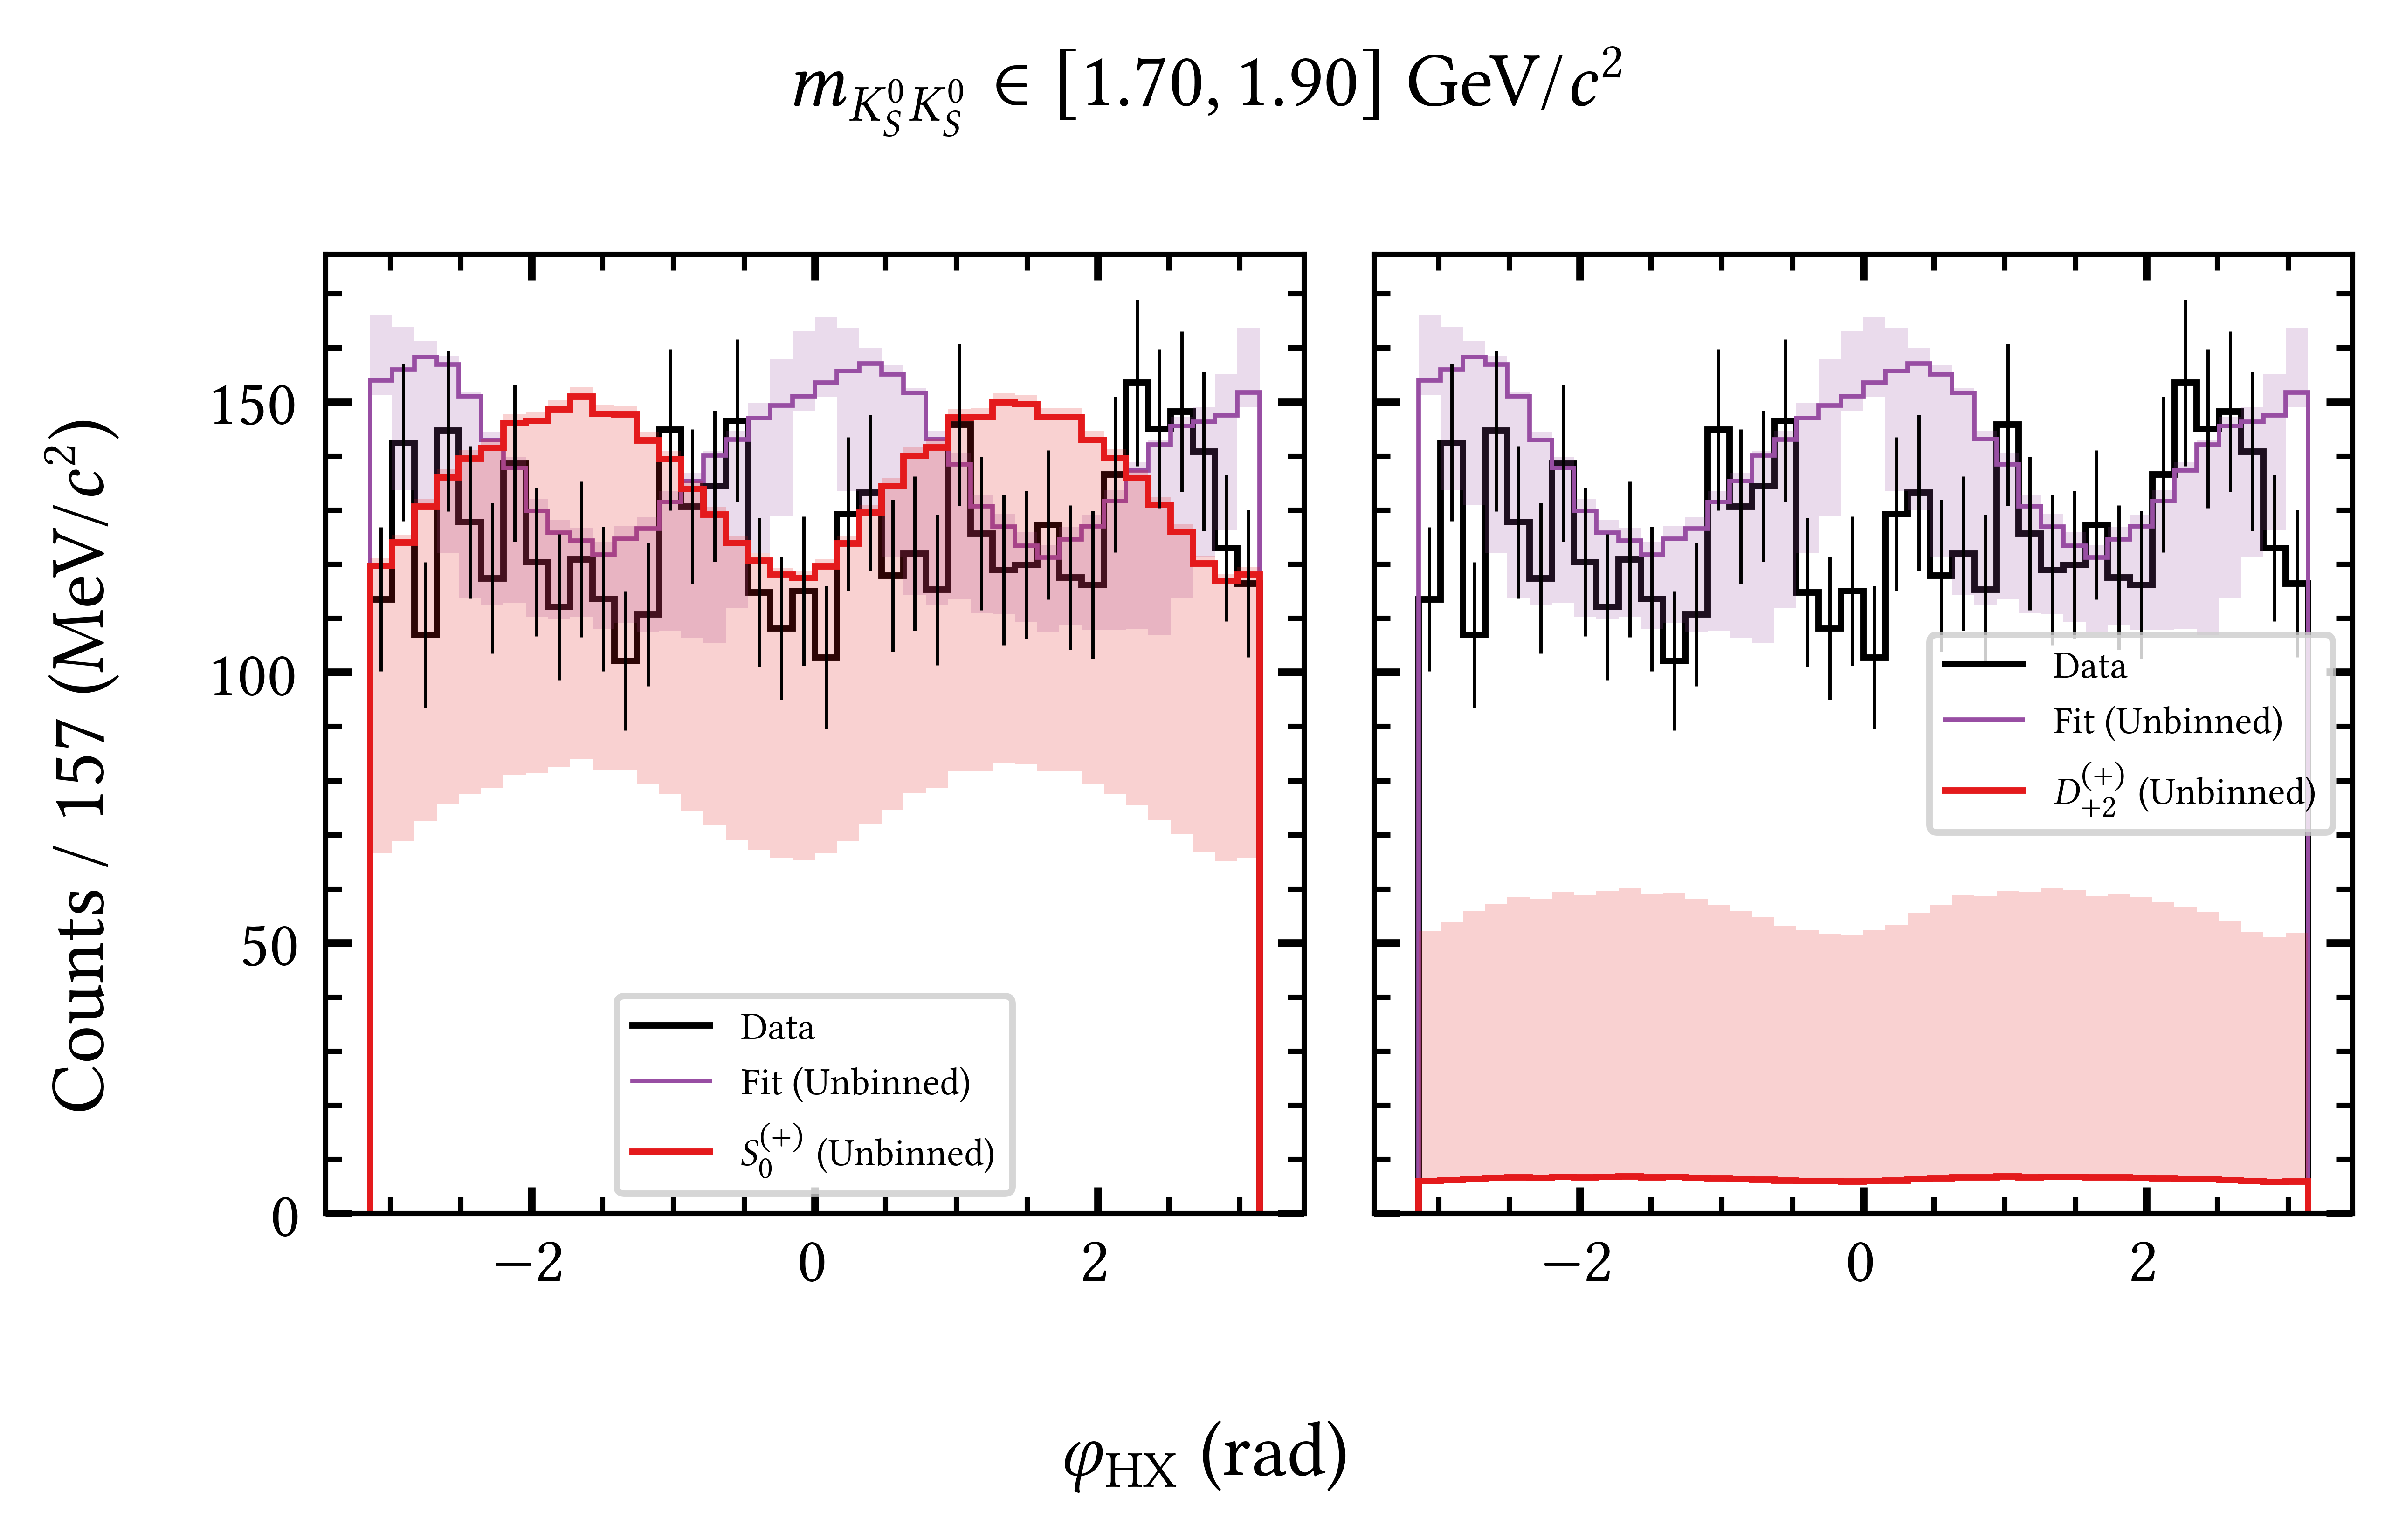 m_{K_S^0 K_S^0} ∈ [1.70, 1.90] GeV/c²
Counts / 157 (MeV/c²)
150
100
50
0
Data
Fit (Unbinned)
S_0^{(+)} (Unbinned)
−2
0
2
Data
Fit (Unbinned)
D_{+2}^{(+)} (Unbinned)
−2
0
2
φ_HX (rad)